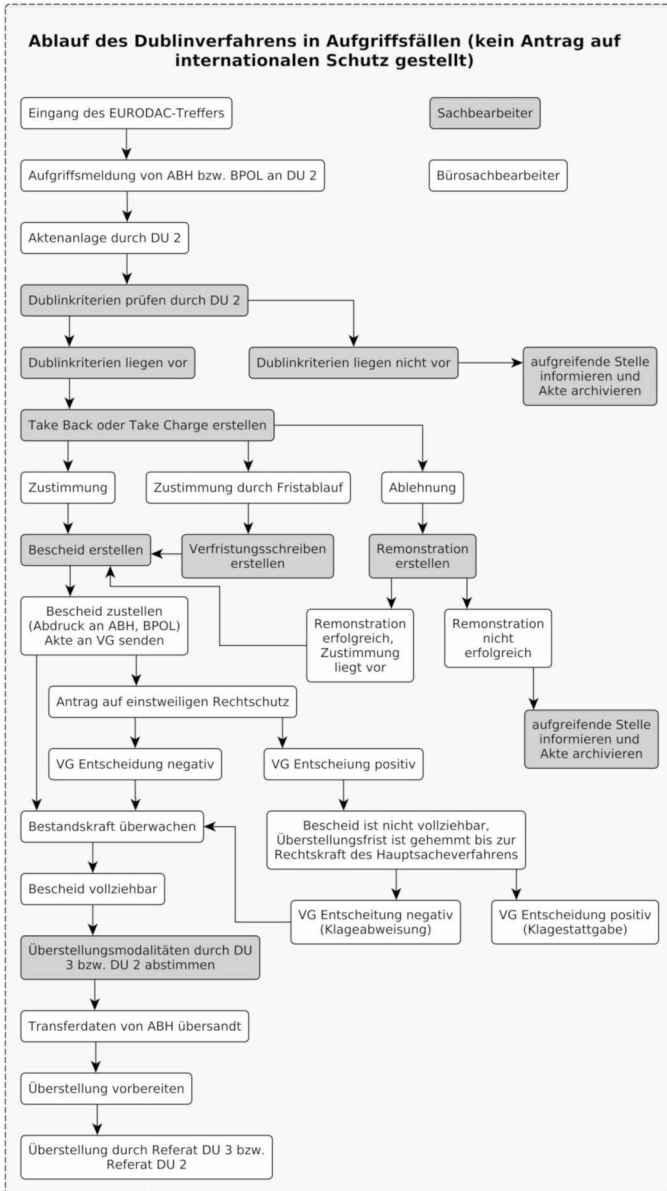 Ablauf des Dublinverfahrens in Aufgriffsfällen (kein Antrag auf
internationalen Schutz gestellt)
Eingang des EURODAC-Treffers
Sachbearbeiter
Aufgriffsmeldung von ABH bzw. BPOL an DU 2
Bürosachbearbeiter
Aktenanlage durch DU 2
Dublinkriterien prüfen durch DU 2
Dublinkriterien liegen vor
Dublinkriterien liegen nicht vor
aufgreifende Stelle
informieren und
Akte archivieren
Take Back oder Take Charge erstellen
Zustimmung
Zustimmung durch Fristablauf
Ablehnung
Bescheid erstellen
Verfristungsschreiben
erstellen
Remonstration
erstellen
Bescheid zustellen
(Abdruck an ABH, BPOL)
Akte an VG senden
Remonstration
erfolgreich,
Zustimmung
liegt vor
Remonstration
nicht
erfolgreich
Antrag auf einstweiligen Rechtschutz
aufgreifende Stelle
informieren und
Akte archivieren
VG Entscheidung negativ
VG Entscheiung positiv
Bestandskraft überwachen
Bescheid ist nicht vollziehbar,
Überstellungsfrist ist gehemmt bis zur
Rechtskraft des Hauptsacheverfahrens
Bescheid vollziehbar
VG Entscheitung negativ
(Klageabweisung)
VG Entscheidung positiv
(Klagestattgabe)
Überstellungsmodalitäten durch DU
3 bzw. DU 2 abstimmen
Transferdaten von ABH übersandt
Überstellung vorbereiten
Überstellung durch Referat DU 3 bzw.
Referat DU 2